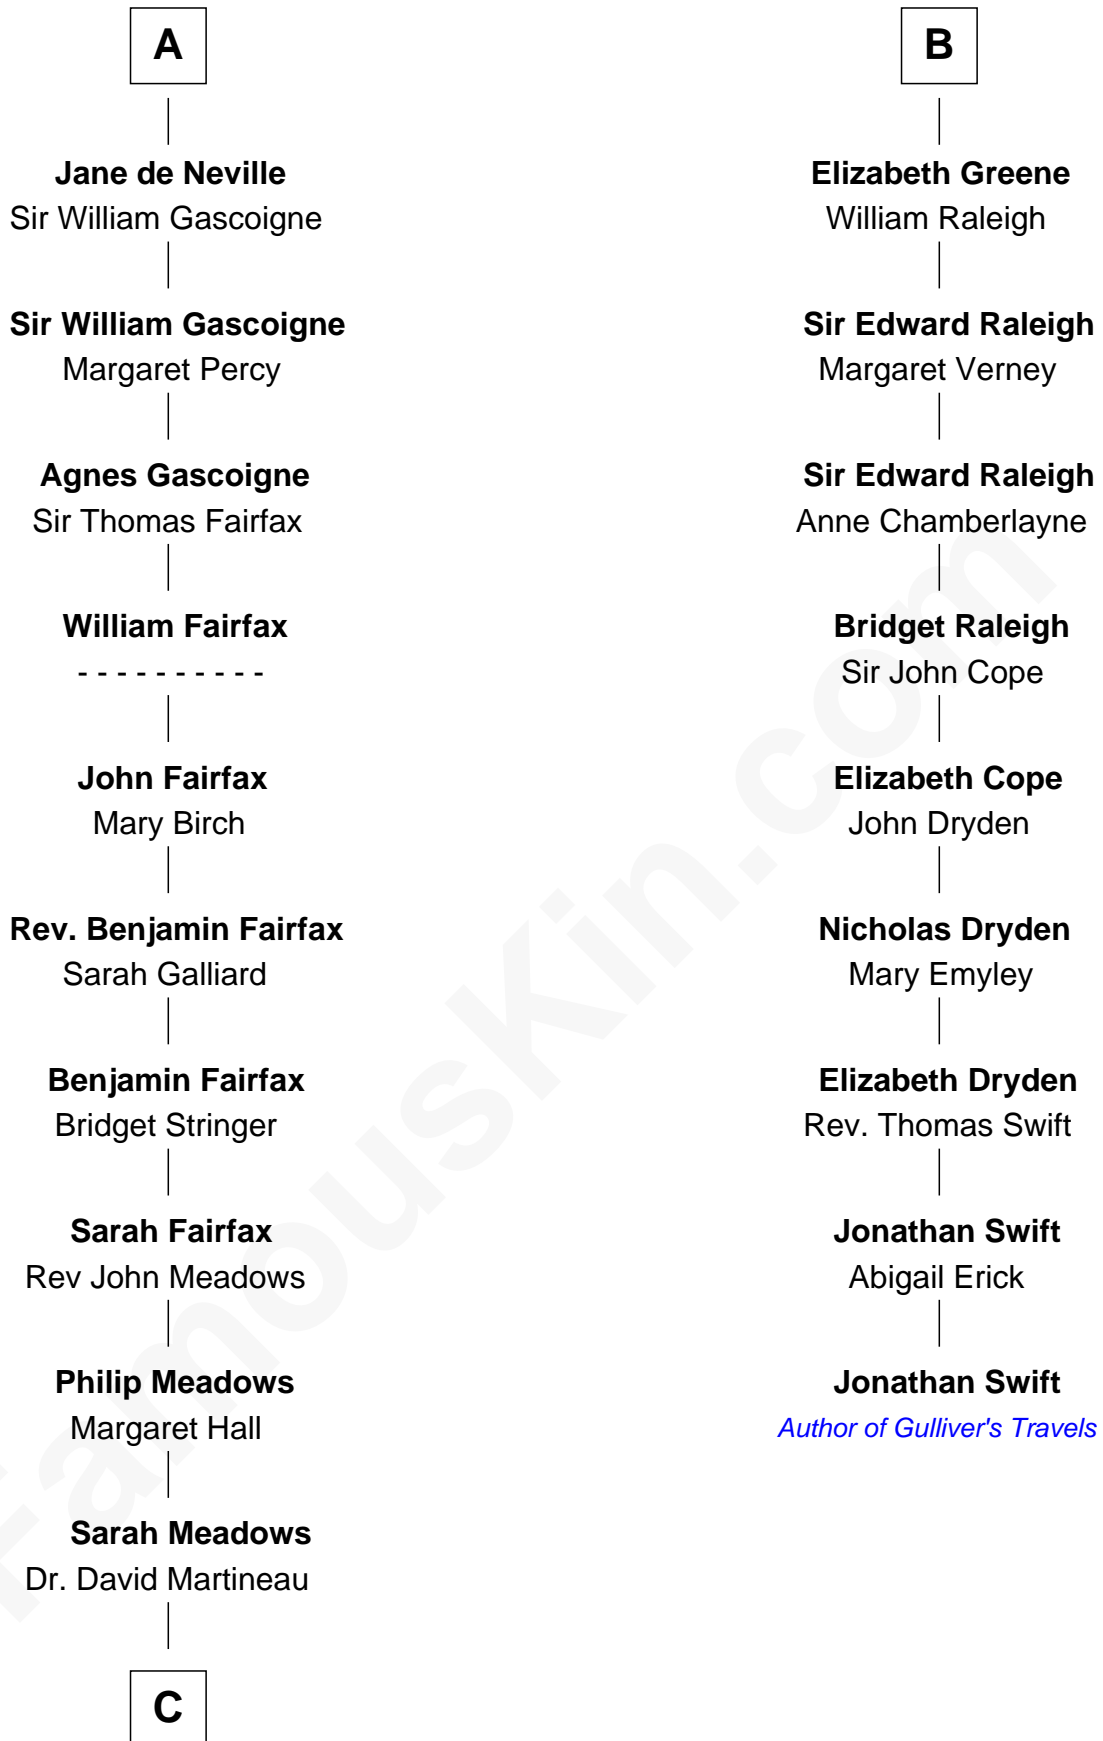 A
Jane de Neville
Sir William Gascoigne
Sir William Gascoigne
Margaret Percy
Agnes Gascoigne
Sir Thomas Fairfax
William Fairfax
- - - - - - - - - -
John Fairfax
Mary Birch
Rev. Benjamin Fairfax
Sarah Galliard
Benjamin Fairfax
Bridget Stringer
Sarah Fairfax
Rev John Meadows
Philip Meadows
Margaret Hall
Sarah Meadows
Dr. David Martineau
C
B
Elizabeth Greene
William Raleigh
Sir Edward Raleigh
Margaret Verney
Sir Edward Raleigh
Anne Chamberlayne
Bridget Raleigh
Sir John Cope
Elizabeth Cope
John Dryden
Nicholas Dryden
Mary Emyley
Elizabeth Dryden
Rev. Thomas Swift
Jonathan Swift
Abigail Erick
Jonathan Swift
Author of Gulliver's Travels
FamousKin.com